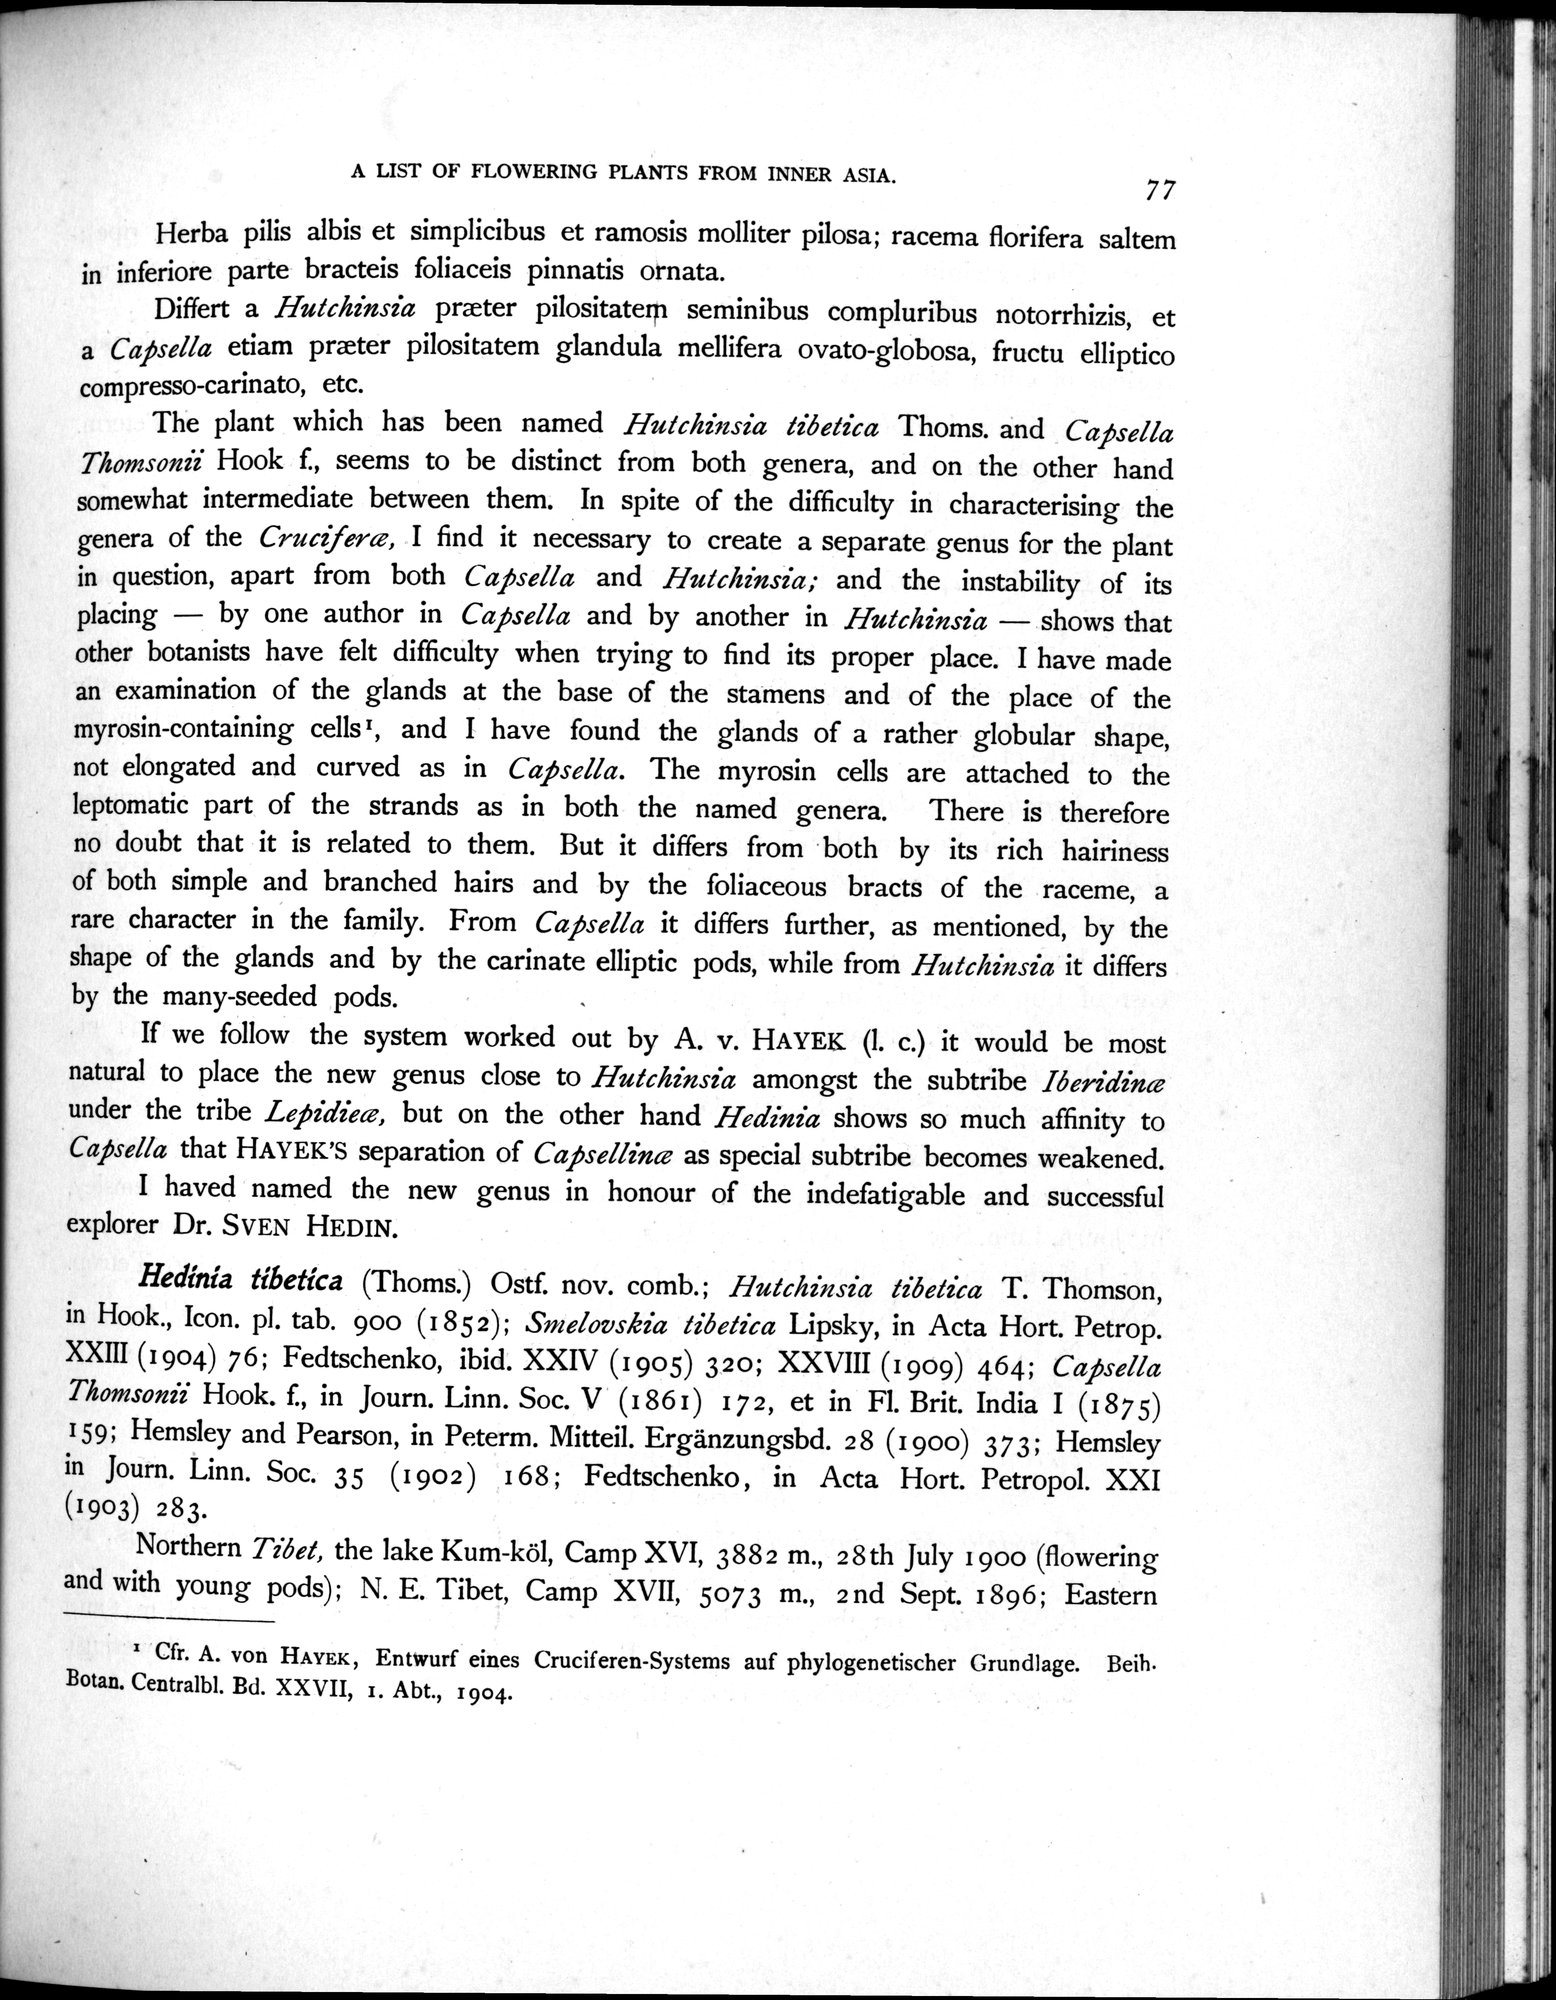 A LIST OF FLOWERING PLANTS FROM INNER ASIA.
77
Herba pilis albis et simplicibus et ramosis molliter pilosa; racema florifera saltem
in inferiore parte bracteis foliaceis pinnatis ornata.
Differt a Hutchinsia præter pilositatem seminibus compluribus notorrhizis, et
a Capsella etiam præter pilositatem glandula mellifera ovato-globosa, fructu elliptico
compresso-carinato, etc.
The plant which has been named Hutchinsia tibetica Thoms. and Capsella
Thomsonii Hook f., seems to be distinct from both genera, and on the other hand
somewhat intermediate between them. In spite of the difficulty in characterising the
genera of the Cruciferæ, I find it necessary to create a separate genus for the plant
in question, apart from both Capsella and Hutchinsia; and the instability of its
placing — by one author in Capsella and by another in Hutchinsia — shows that
other botanists have felt difficulty when trying to find its proper place. I have made
an examination of the glands at the base of the stamens and of the place of the
myrosin-containing cells¹, and I have found the glands of a rather globular shape,
not elongated and curved as in Capsella. The myrosin cells are attached to the
leptomatic part of the strands as in both the named genera. There is therefore
no doubt that it is related to them. But it differs from both by its rich hairiness
of both simple and branched hairs and by the foliaceous bracts of the raceme, a
rare character in the family. From Capsella it differs further, as mentioned, by the
shape of the glands and by the carinate elliptic pods, while from Hutchinsia it differs
by the many-seeded pods.
If we follow the system worked out by A. v. HAYEK (l. c.) it would be most
natural to place the new genus close to Hutchinsia amongst the subtribe Iberidinæ
under the tribe Lepidieæ, but on the other hand Hedinia shows so much affinity to
Capsella that HAYEK'S separation of Capsellinæ as special subtribe becomes weakened.
I haved named the new genus in honour of the indefatigable and successful
explorer Dr. SVEN HEDIN.
Hedinia tibetica (Thoms.) Ostf. nov. comb.; Hutchinsia tibetica T. Thomson,
in Hook., Icon. pl. tab. 900 (1852); Smelovskia tibetica Lipsky, in Acta Hort. Petrop.
XXIII (1904) 76; Fedtschenko, ibid. XXIV (1905) 320; XXVIII (1909) 464; Capsella
Thomsonii Hook. f., in Journ. Linn. Soc. V (1861) 172, et in Fl. Brit. India I (1875)
159; Hemsley and Pearson, in Peterm. Mitteil. Ergänzungsbd. 28 (1900) 373; Hemsley
in Journ. Linn. Soc. 35 (1902) 168; Fedtschenko, in Acta Hort. Petropol. XXI
(1903) 283.
Northern Tibet, the lake Kum-köl, Camp XVI, 3882 m., 28th July 1900 (flowering
and with young pods); N. E. Tibet, Camp XVII, 5073 m., 2nd Sept. 1896; Eastern
¹ Cfr. A. von HAYEK, Entwurf eines Cruciferen-Systems auf phylogenetischer Grundlage. Beih.
Botan. Centralbl. Bd. XXVII, 1. Abt., 1904.